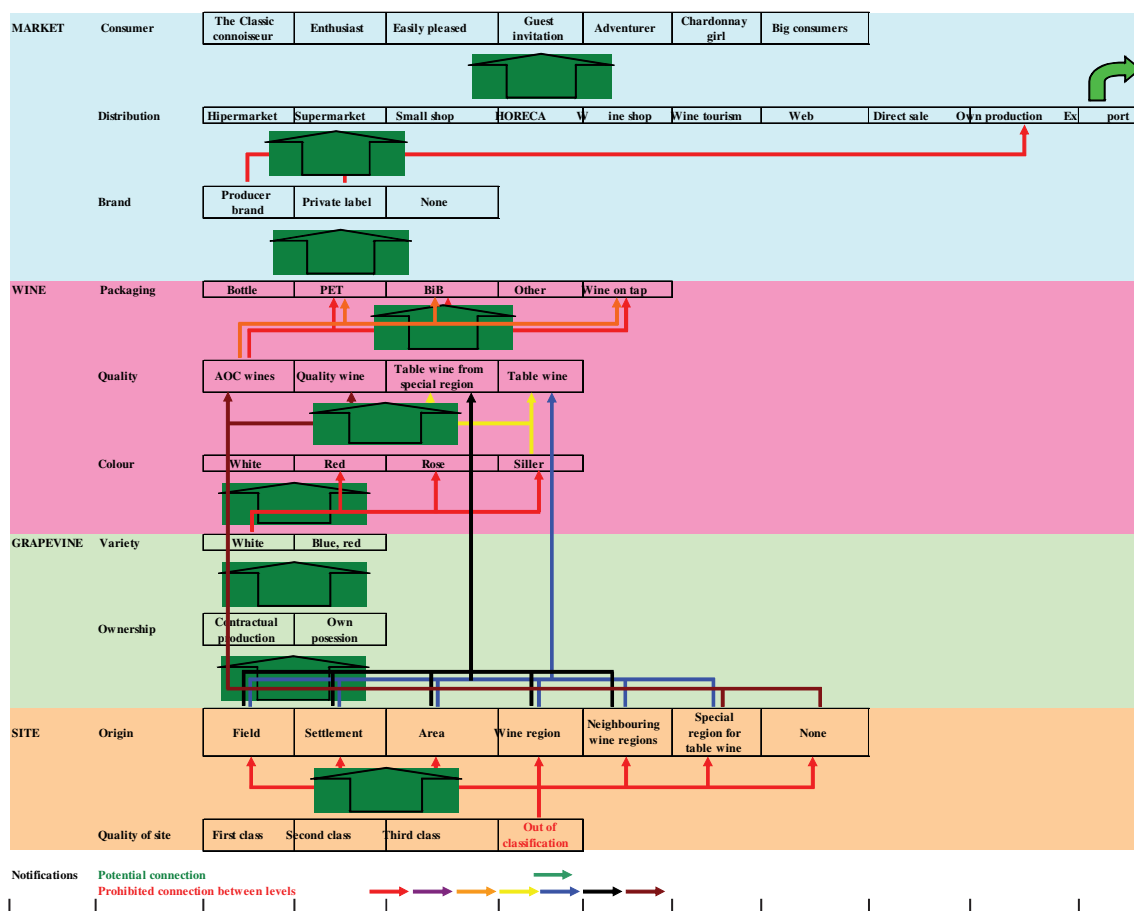 MARKET Consumer The Classic connoisseur Enthusiast Easily pleased Guest invitation Adventurer Chardonnay girl Big consumers
Distribution Hipermarket Supermarket Small shop HORECA W ine shop Wine tourism Web Direct sale Own production Ex port
Brand Producer brand Private label None
WINE Packaging Bottle PET BiB Other Wine on tap
Quality AOC wines Quality wine Table wine from special region Table wine
Colour White Red Rose Siller
GRAPEVINE Variety White Blue, red
Ownership Contractual production Own posession
SITE Origin Field Settlement Area Wine region Neighbouring wine regions Special region for table wine None
Quality of site First class Second class Third class Out of classification
Notifications Potential connection
Prohibited connection between levels